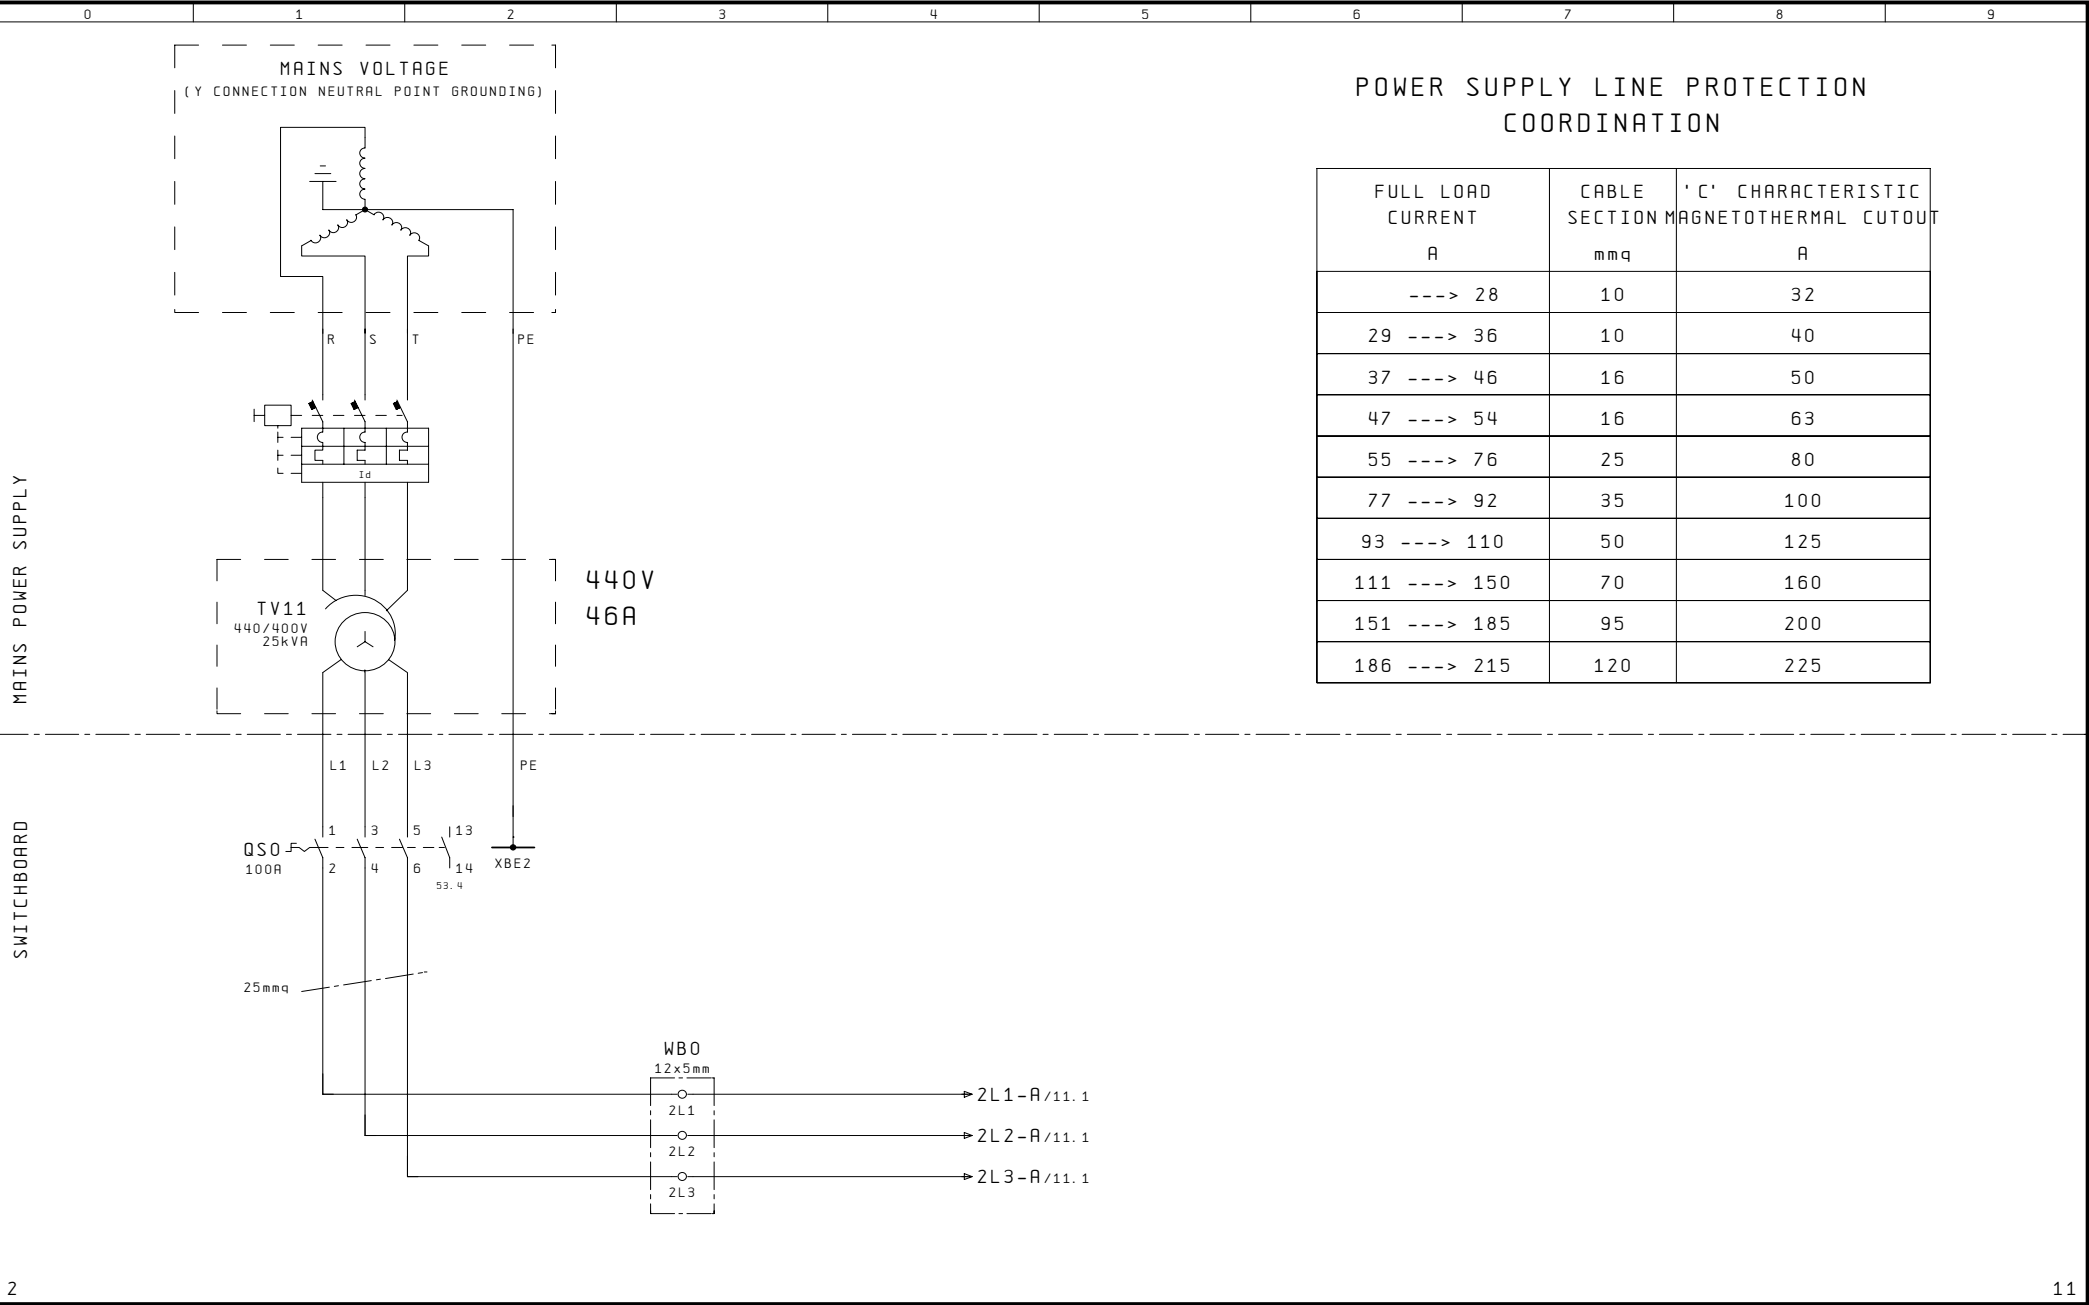 0 1 2 3 4 5 6 7 8 9
MAINS VOLTAGE
(Y CONNECTION NEUTRAL POINT GROUNDING)
R S T PE
Id
MAINS POWER SUPPLY
TV11
440/400V
25kVA
440V
46A
POWER SUPPLY LINE PROTECTION
COORDINATION
FULL LOAD CABLE 'C' CHARACTERISTIC
CURRENT SECTION MAGNETOTHERMAL CUTOUT
A mmq A
---> 28 10 32
29 ---> 36 10 40
37 ---> 46 16 50
47 ---> 54 16 63
55 ---> 76 25 80
77 ---> 92 35 100
93 ---> 110 50 125
111 ---> 150 70 160
151 ---> 185 95 200
186 ---> 215 120 225
L1 L2 L3 PE
SWITCHBOARD
1 3 5 13
QS0
100A
2 4 6 14
53.4
XBE2
25mmq
WB0
12x5mm
2L1
2L2
2L3
2L1-A/11.1
2L2-A/11.1
2L3-A/11.1
2
11